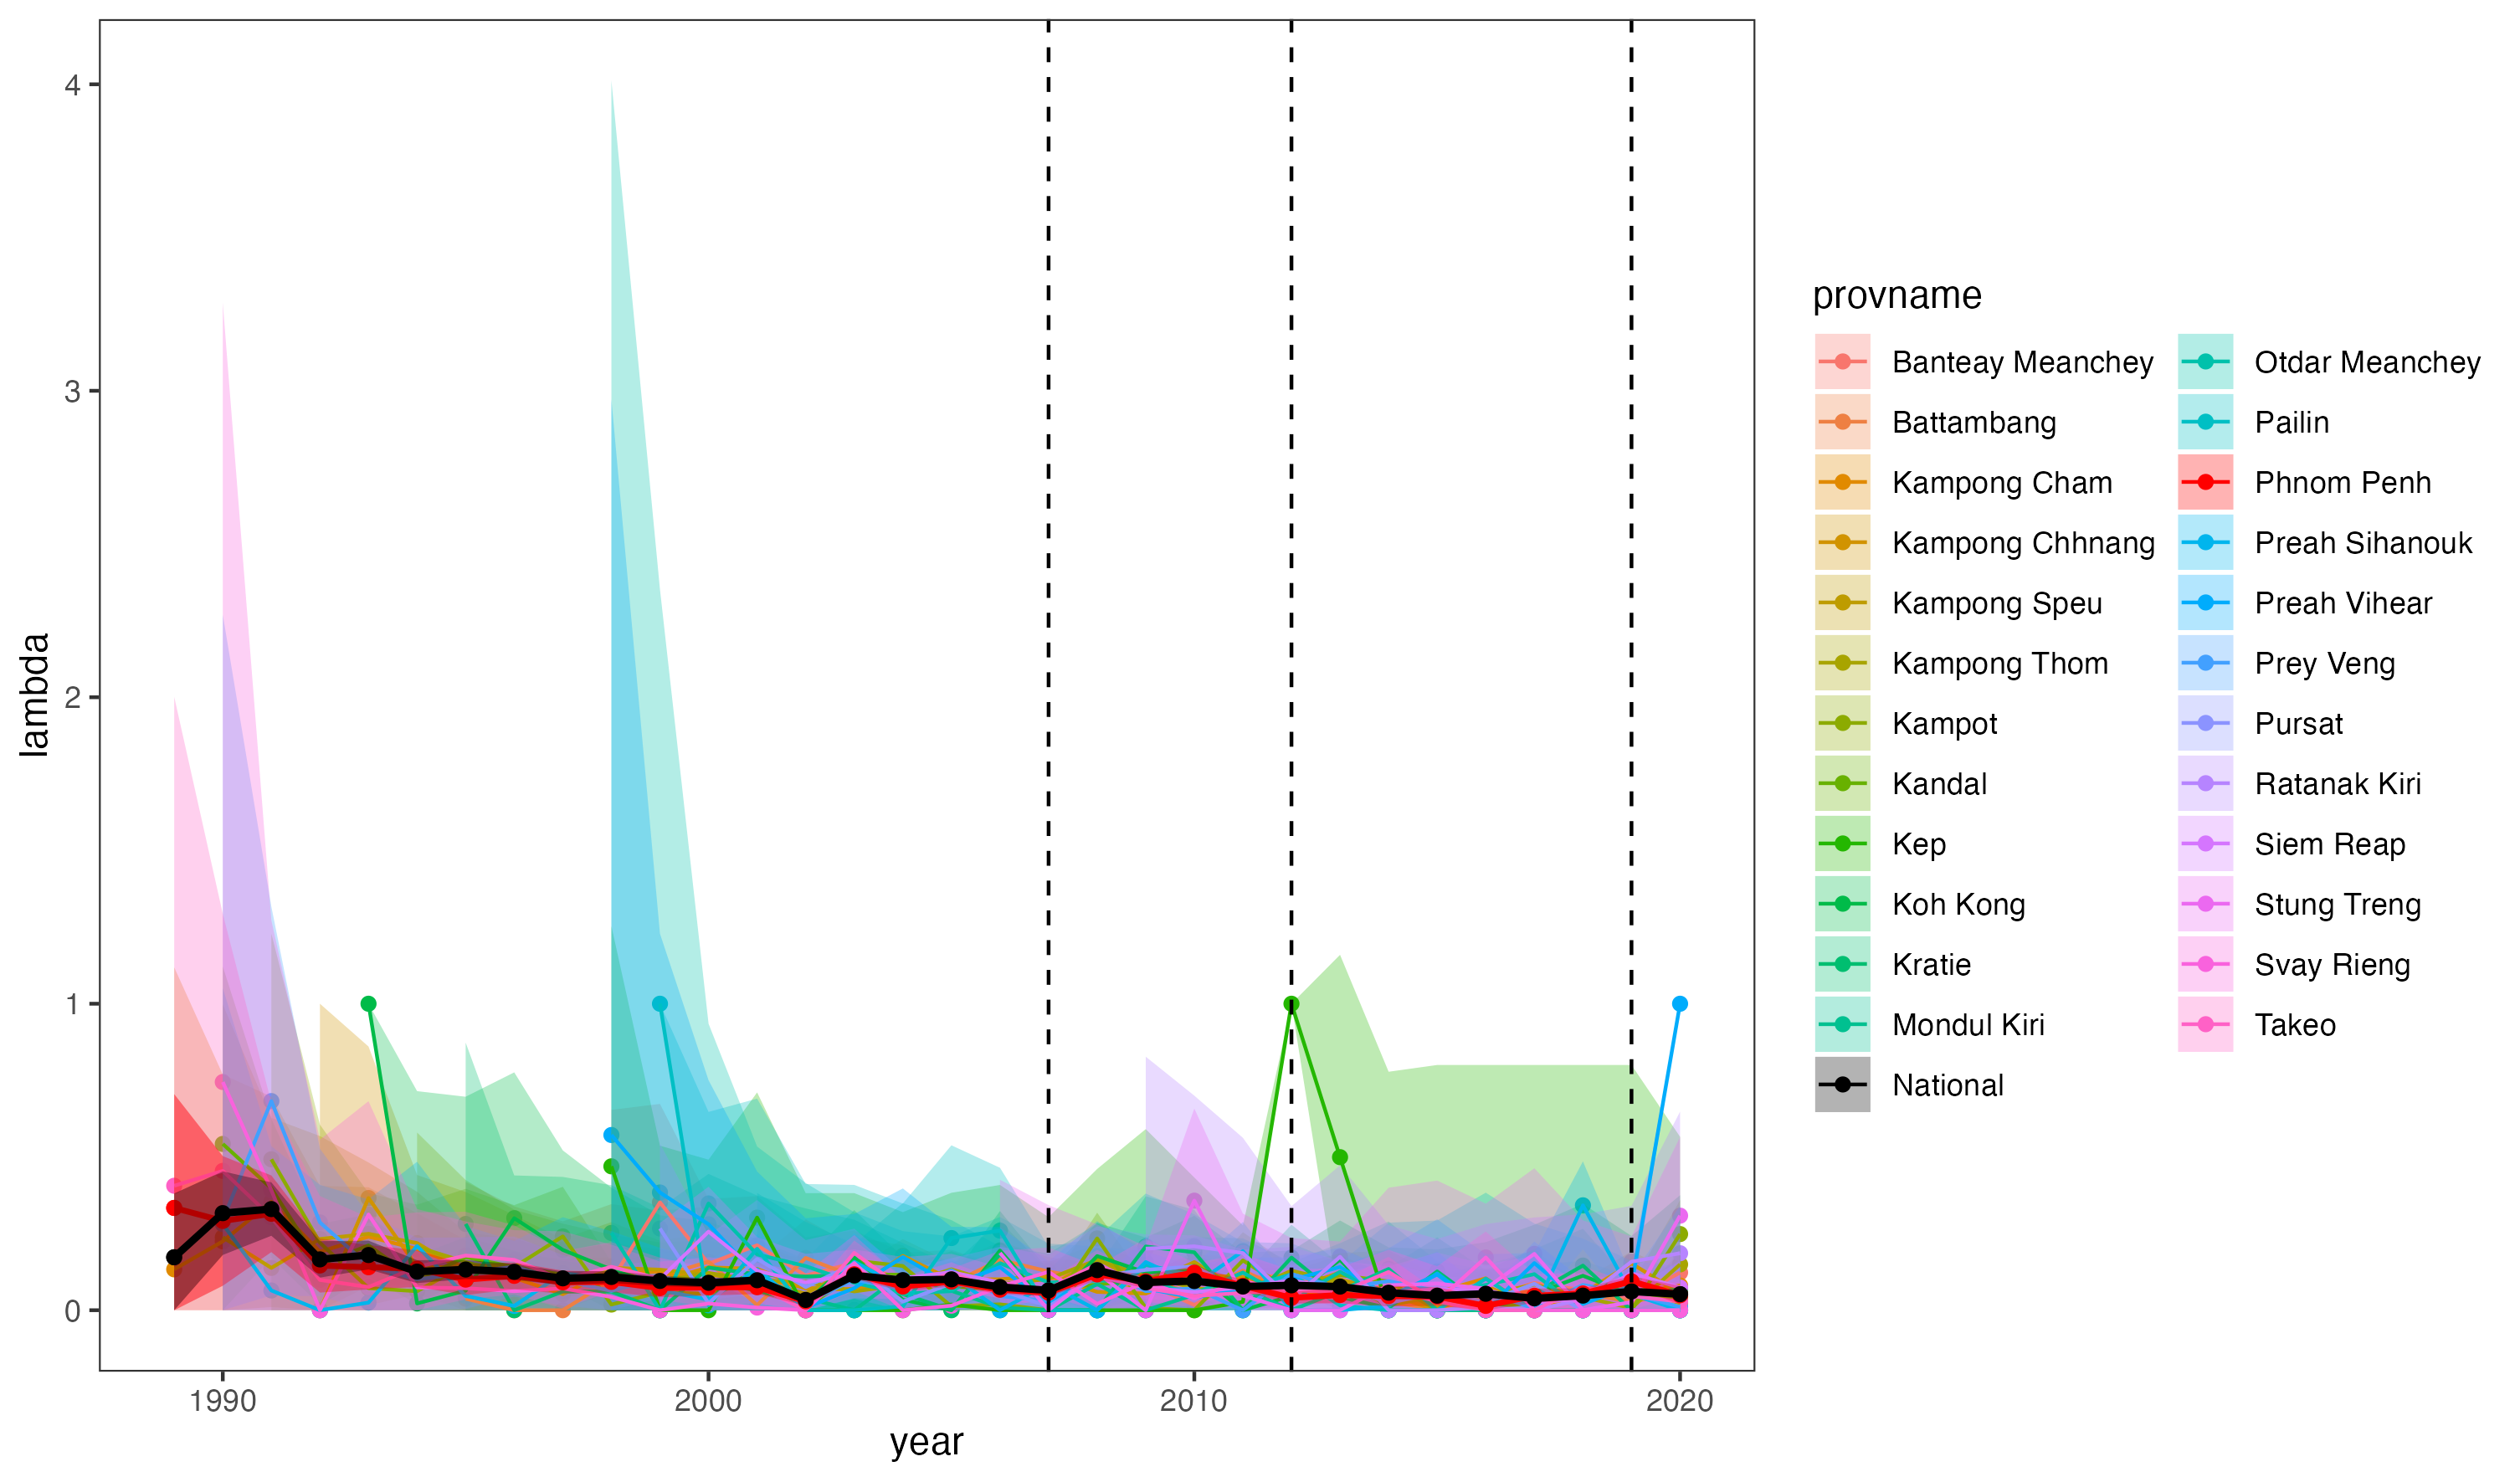 4
3
2
1
0
lambda
1990
2000
2010
2020
year
provname
Banteay Meanchey
Battambang
Kampong Cham
Kampong Chhnang
Kampong Speu
Kampong Thom
Kampot
Kandal
Kep
Koh Kong
Kratie
Mondul Kiri
National
Otdar Meanchey
Pailin
Phnom Penh
Preah Sihanouk
Preah Vihear
Prey Veng
Pursat
Ratanak Kiri
Siem Reap
Stung Treng
Svay Rieng
Takeo